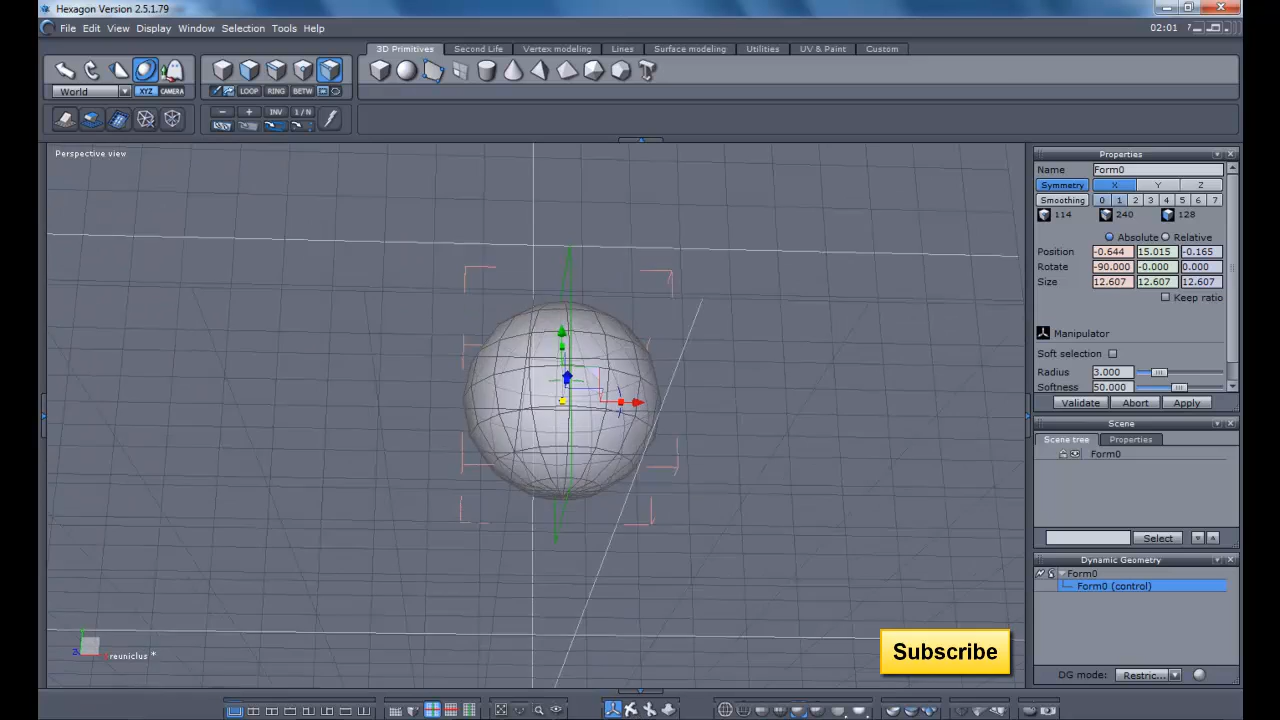 Hexagon Version 2.5.1.79
File Edit View Display Window Selection Tools Help
02:01
3D Primitives Second Life Vertex modeling Lines Surface modeling Utilities UV & Paint Custom
World XYZ CAMERA
LOOP RING BETW
- + INV 1 / N
Perspective view
Properties
Name Form0
Symmetry X Y Z
Smoothing 0 1 2 3 4 5 6 7
114 240 128
Absolute Relative
Position -0.644 15.015 -0.165
Rotate -90.000 -0.000 0.000
Size 12.607 12.607 12.607
Keep ratio
Manipulator
Soft selection
Radius 3.000
Softness 50.000
Validate Abort Apply
Scene
Scene tree Properties
Form0
Select
Dynamic Geometry
Form0
Form0 (control)
Subscribe
reuniclus *
DG mode: Restric...